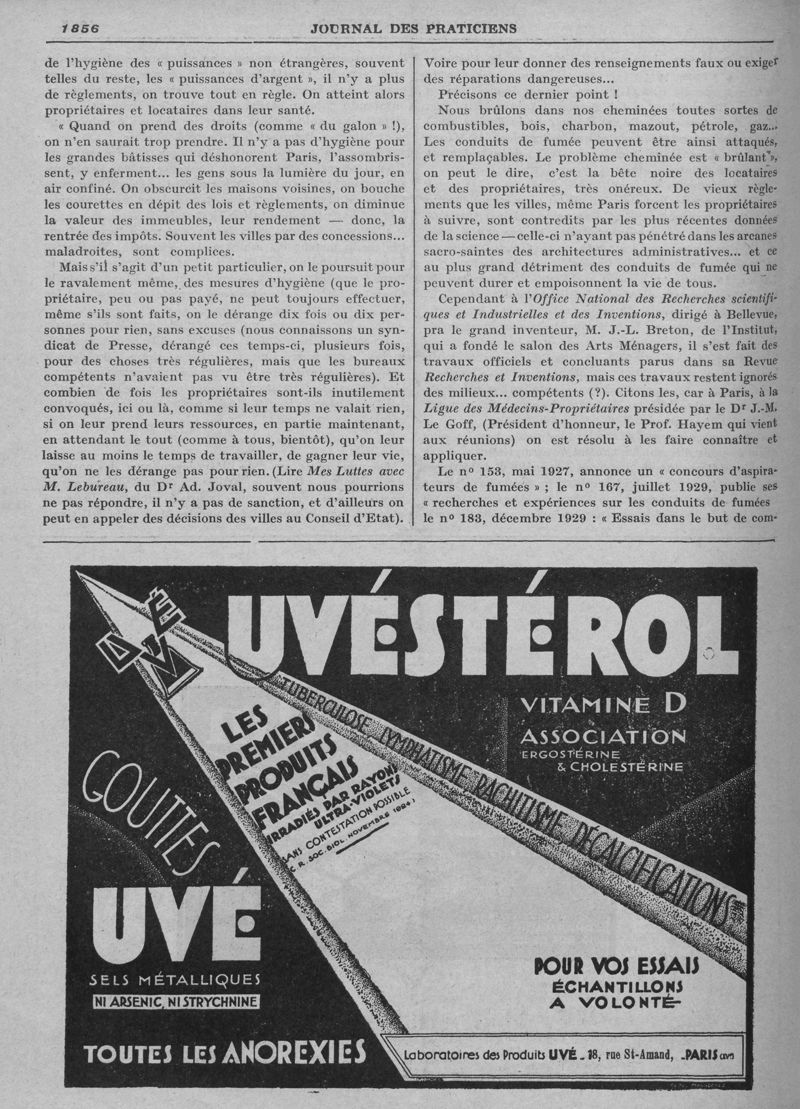 1856
JOURNAL DES PRATICIENS
de l'hygiène des « puissances » non étrangères, souvent
telles du reste, les « puissances d'argent », il n'y a plus
de règlements, on trouve tout en règle. On atteint alors
propriétaires et locataires dans leur santé.
« Quand on prend des droits (comme « du galon » !),
on n'en saurait trop prendre. Il n'y a pas d'hygiène pour
les grandes bâtisses qui déshonorent Paris, l'assombris-
sent, y enferment... les gens sous la lumière du jour, en
air confiné. On obscurcit les maisons voisines, on bouche
les courettes en dépit des lois et règlements, on diminue
la valeur des immeubles, leur rendement — donc, la
rentrée des impôts. Souvent les villes par des concessions...
maladroites, sont complices.
Mais s'il s'agit d'un petit particulier, on le poursuit pour
le ravalement même, des mesures d'hygiène (que le pro-
priétaire, peu ou pas payé, ne peut toujours effectuer,
même s'ils sont faits, on le dérange dix fois ou dix per-
sonnes pour rien, sans excuses (nous connaissons un syn-
dicat de Presse, dérangé ces temps-ci, plusieurs fois,
pour des choses très régulières, mais que les bureaux
compétents n'avaient pas vu être très régulières). Et
combien de fois les propriétaires sont-ils inutilement
convoqués, ici ou là, comme si leur temps ne valait rien,
si on leur prend leurs ressources, en partie maintenant,
en attendant le tout (comme à tous, bientôt), qu'on leur
laisse au moins le temps de travailler, de gagner leur vie,
qu'on ne les dérange pas pour rien. (Lire Mes Luttes avec
M. Lebureau, du Dr Ad. Joval, souvent nous pourrions
ne pas répondre, il n'y a pas de sanction, et d'ailleurs on
peut en appeler des décisions des villes au Conseil d'Etat).
Voire pour leur donner des renseignements faux ou exiger
des réparations dangereuses...
Précisons ce dernier point !
Nous brûlons dans nos cheminées toutes sortes de
combustibles, bois, charbon, mazout, pétrole, gaz...
Les conduits de fumée peuvent être ainsi attaqués,
et remplaçables. Le problème cheminée est « brûlant »,
on peut le dire, c'est la bête noire des locataires
et des propriétaires, très onéreux. De vieux règle-
ments que les villes, même Paris forcent les propriétaires
à suivre, sont contredits par les plus récentes données
de la science — celle-ci n'ayant pas pénétré dans les arcanes
sacro-saintes des architectures administratives... et ce
au plus grand détriment des conduits de fumée qui ne
peuvent durer et empoisonnent la vie de tous.
Cependant à l'Office National des Recherches scientifi-
ques et Industrielles et des Inventions, dirigé à Bellevue,
pra le grand inventeur, M. J.-L. Breton, de l'Institut,
qui a fondé le salon des Arts Ménagers, il s'est fait des
travaux officiels et concluants parus dans sa Revue
Recherches et Inventions, mais ces travaux restent ignorés
des milieux... compétents (?). Citons les, car à Paris, à la
Ligue des Médecins-Propriétaires présidée par le Dr J.-M.
Le Goff, (Président d'honneur, le Prof. Hayem qui vient
aux réunions) on est résolu à les faire connaître et
appliquer.
Le no 153, mai 1927, annonce un « concours d'aspira-
teurs de fumées » ; le no 167, juillet 1929, publie ses
« recherches et expériences sur les conduits de fumées
le no 183, décembre 1929 : « Essais dans le but de com-
UVÉ
UVÉSTÉROL
VITAMINE D
ASSOCIATION
ERGOSTÉRINE
& CHOLESTÉRINE
TUBERCULOSE LYMPHATISME RACHITISME DÉCALCIFICATIONS
LES
PREMIERS
PRODUITS
FRANÇAIS
IRRADIÉS PAR RAYONS
ULTRA-VIOLETS
SANS CONTESTATION POSSIBLE
(C. R. SOC. BIOL. NOVEMBRE 1924)
GOUTTES
UVÉ
SELS MÉTALLIQUES
NI ARSENIC, NI STRYCHNINE
TOUTES LES ANOREXIES
POUR VOS ESSAIS
ÉCHANTILLONS
A VOLONTÉ
Laboratoires des Produits UVÉ - 18, rue St-Amand, - PARIS (XVe)